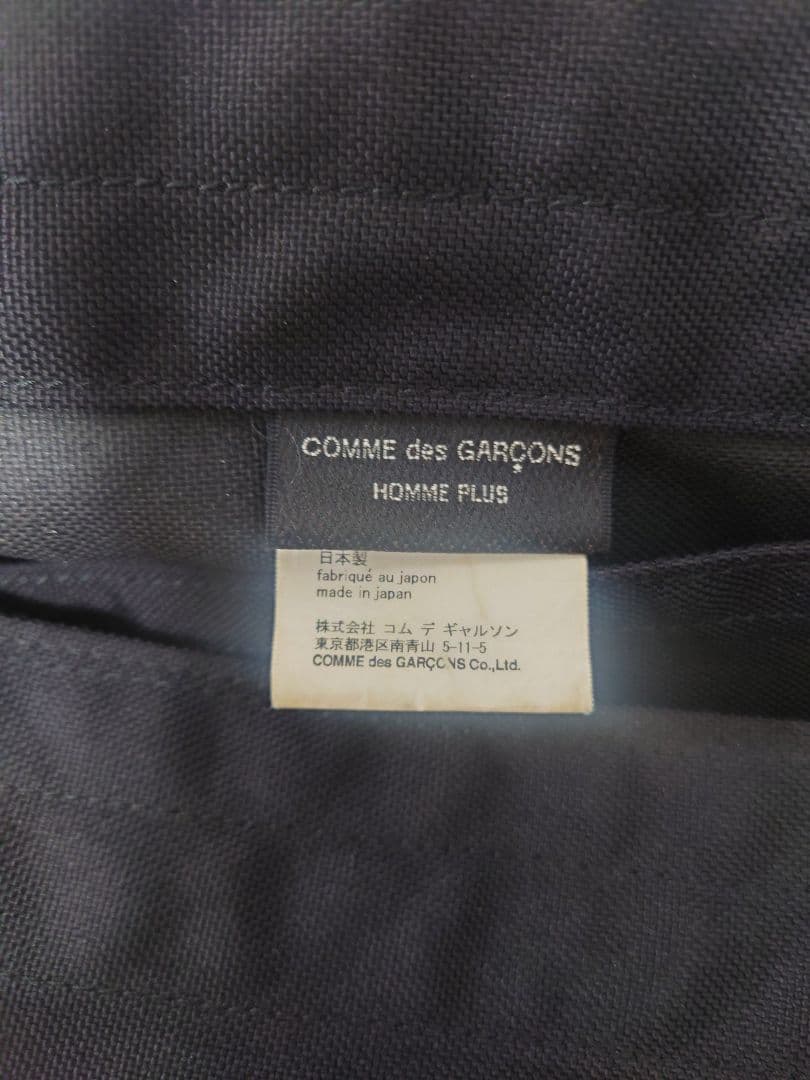 COMME des GARÇONS
HOMME PLUS
日本製
fabriqué au japon
made in japan
株式会社 コム デ ギャルソン
東京都港区南青山 5-11-5
COMME des GARÇONS Co.,Ltd.